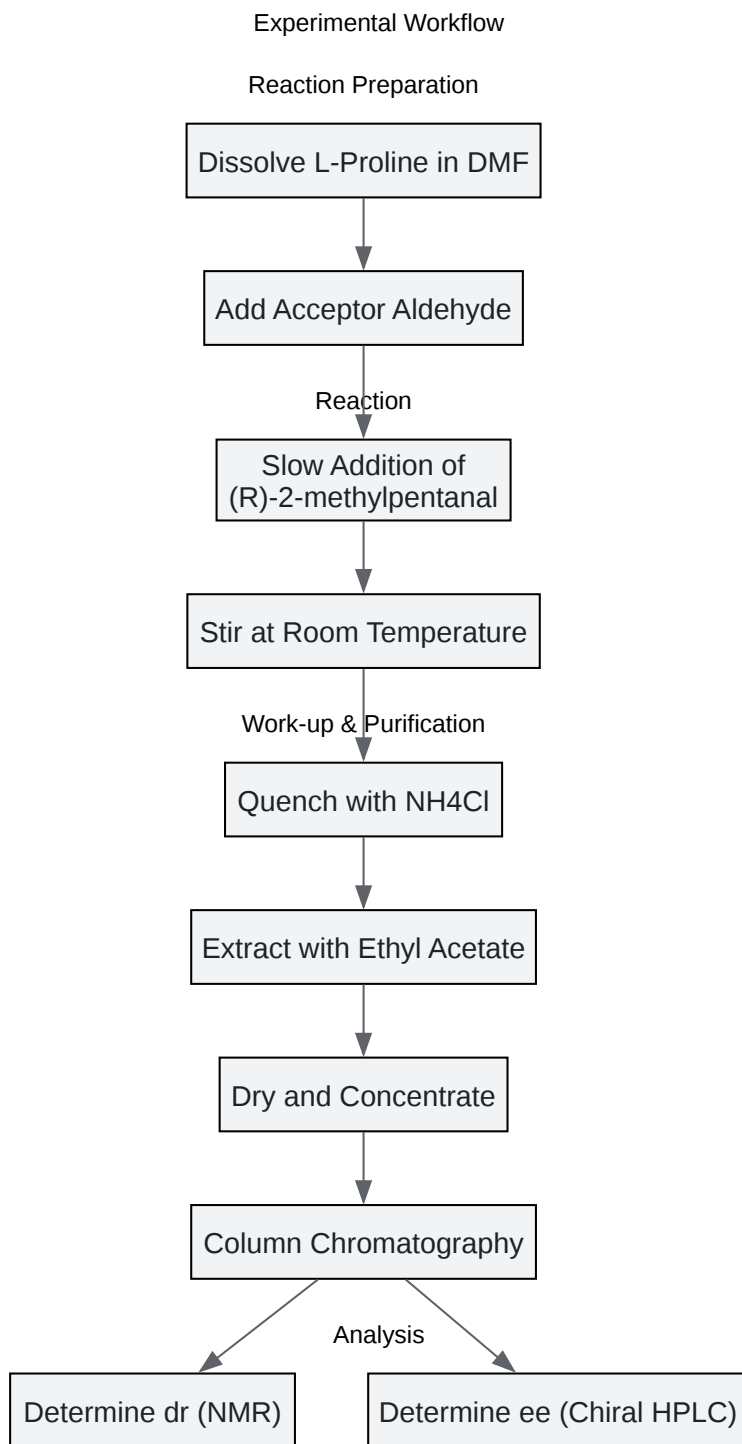 Experimental Workflow
Reaction Preparation
Dissolve L-Proline in DMF
Add Acceptor Aldehyde
Reaction
Slow Addition of
(R)-2-methylpentanal
Stir at Room Temperature
Work-up & Purification
Quench with NH4Cl
Extract with Ethyl Acetate
Dry and Concentrate
Column Chromatography
Analysis
Determine dr (NMR)
Determine ee (Chiral HPLC)